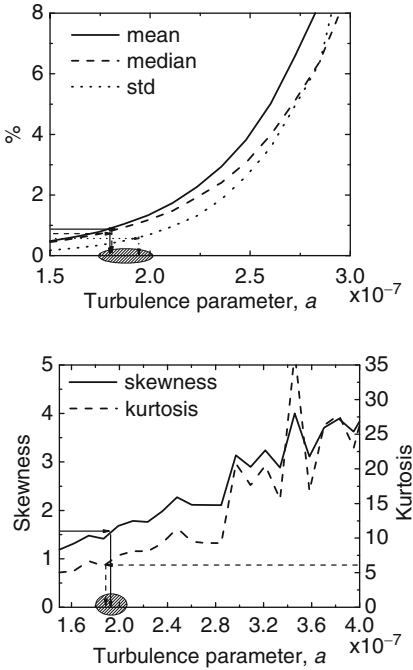 8
mean
median
std
6
%
4
2
0
1.5 2.0 2.5 3.0
Turbulence parameter, a
x10⁻⁷
5 35
skewness
kurtosis
30
4
25
3
20
Skewness
Kurtosis
15
2
10
1
5
0 0
1.6 2.0 2.4 2.8 3.2 3.6 4.0
x10⁻⁷
Turbulence parameter, a